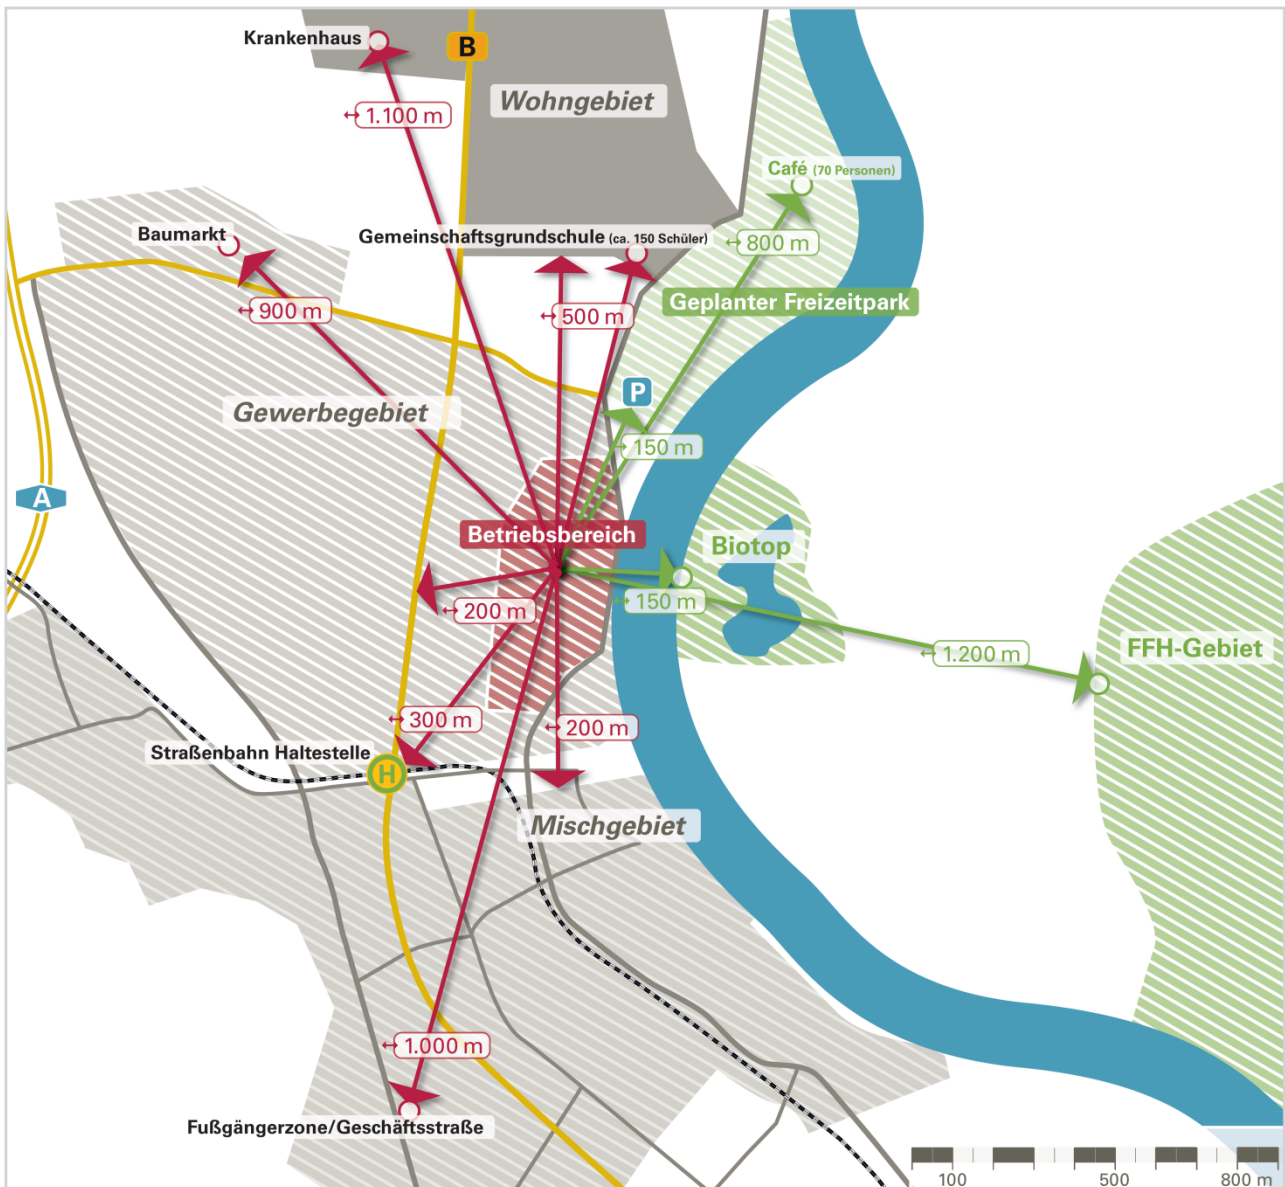 Krankenhaus
B
Wohngebiet
↔ 1.100 m
Café (70 Personen)
Baumarkt
Gemeinschaftsgrundschule (ca. 150 Schüler)
↔ 800 m
↔ 900 m
↔ 500 m
Geplanter Freizeitpark
P
Gewerbegebiet
↔ 150 m
A
Betriebsbereich
Biotop
↔ 200 m
↔ 150 m
↔ 1.200 m
FFH-Gebiet
↔ 300 m
↔ 200 m
Straßenbahn Haltestelle
H
Mischgebiet
↔ 1.000 m
Fußgängerzone/Geschäftsstraße
100 500 800 m